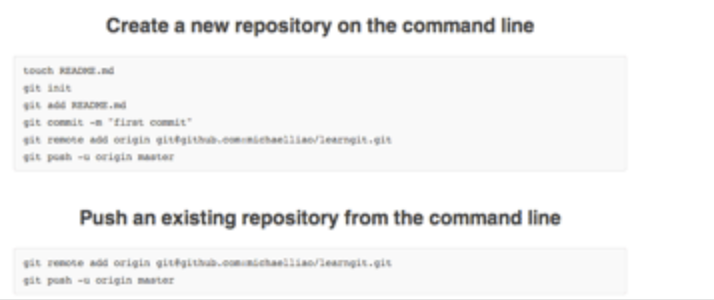 Create a new repository on the command line
touch README.md
git init
git add README.md
git commit -m "first commit"
git remote add origin git@github.com:michaelliao/learngit.git
git push -u origin master
Push an existing repository from the command line
git remote add origin git@github.com:michaelliao/learngit.git
git push -u origin master